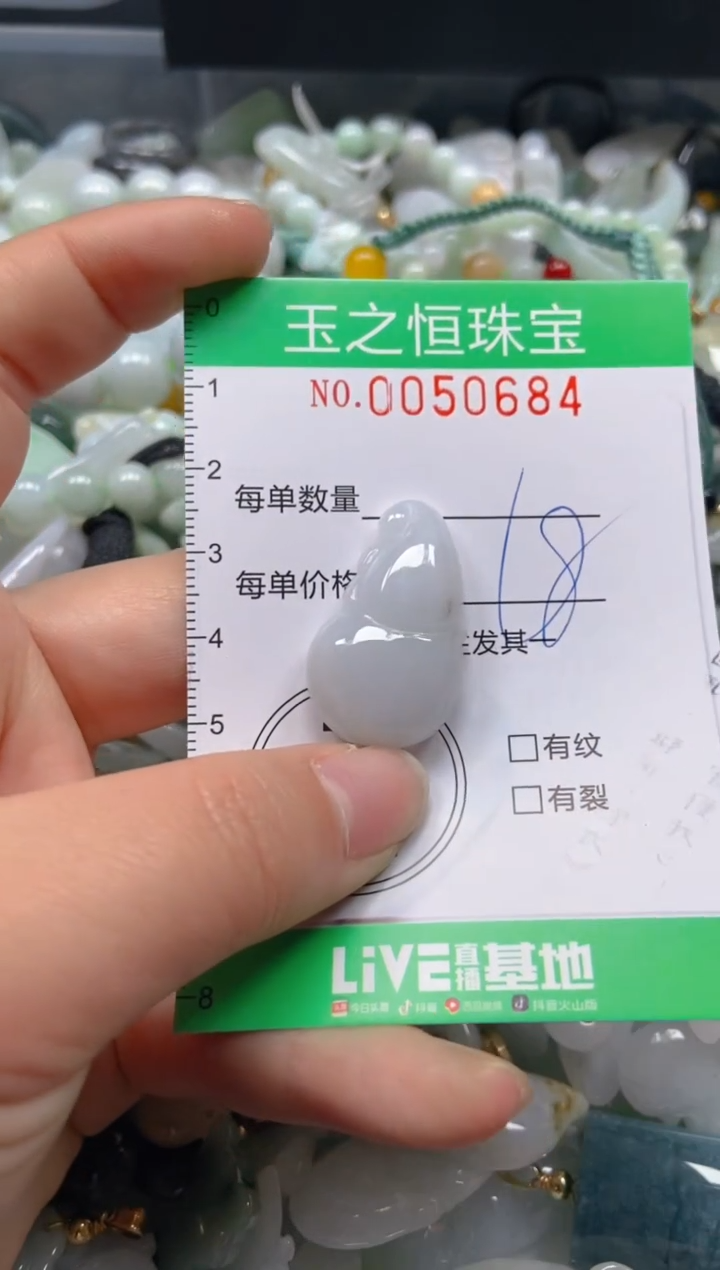 玉之恒珠宝
NO.0050684
0
1
2
3
4
5
8
每单数量
18
每单价格
发其一
□有纹
□有裂
LiVE直播基地
今日头条 抖音 西瓜视频 抖音火山版